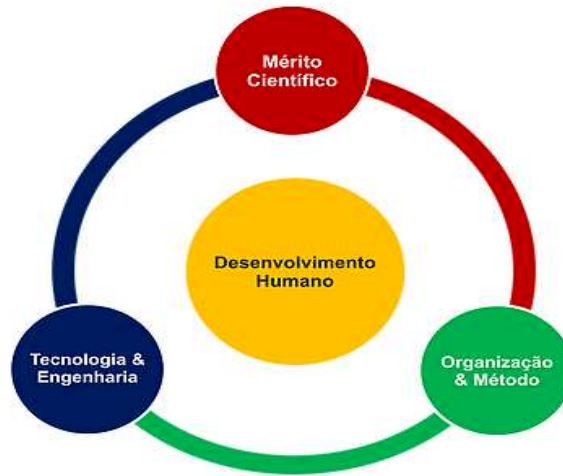 Mérito
Científico
Desenvolvimento
Humano
Tecnologia &
Engenharia
Organização
& Método